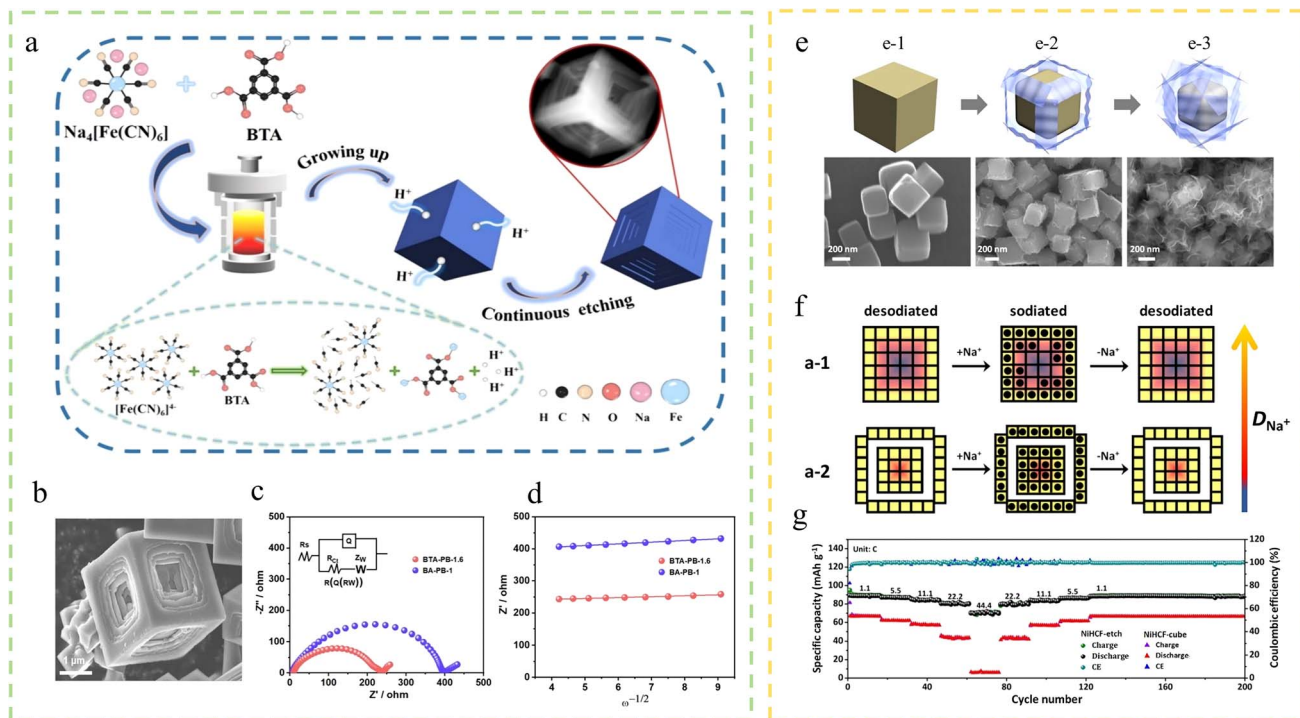 a
Na₄[Fe(CN)₆]
BTA
Growing up
H⁺
H⁺
H⁺
Continuous etching
[Fe(CN)₆]⁴⁻
BTA
H⁺
H⁺
H⁺
H C N O Na Fe
b
1 μm
c
500
400
300
200
100
0
-Z'' / ohm
Rs
Q
R_Ct
Z_W
R(Q(RW))
BTA-PB-1.6
BA-PB-1
0 100 200 300 400 500
Z' / ohm
d
500
400
300
200
100
0
Z' / ohm
BTA-PB-1.6
BA-PB-1
4 5 6 7 8 9
ω⁻¹/²
e
e-1 e-2 e-3
200 nm 200 nm 200 nm
f
desodiated sodiated desodiated
a-1
+Na⁺ -Na⁺
a-2
+Na⁺ -Na⁺
D_Na⁺
g
Specific capacity (mAh g⁻¹)
140
120
100
80
60
40
20
0
Unit: C
1.1 5.5 11.1 22.2 44.4 22.2 11.1 5.5 1.1
NiHCF-etch NiHCF-cube
Charge Charge
Discharge Discharge
CE CE
120
100
80
60
40
20
0
Coulombic efficiency (%)
0 40 80 120 160 200
Cycle number